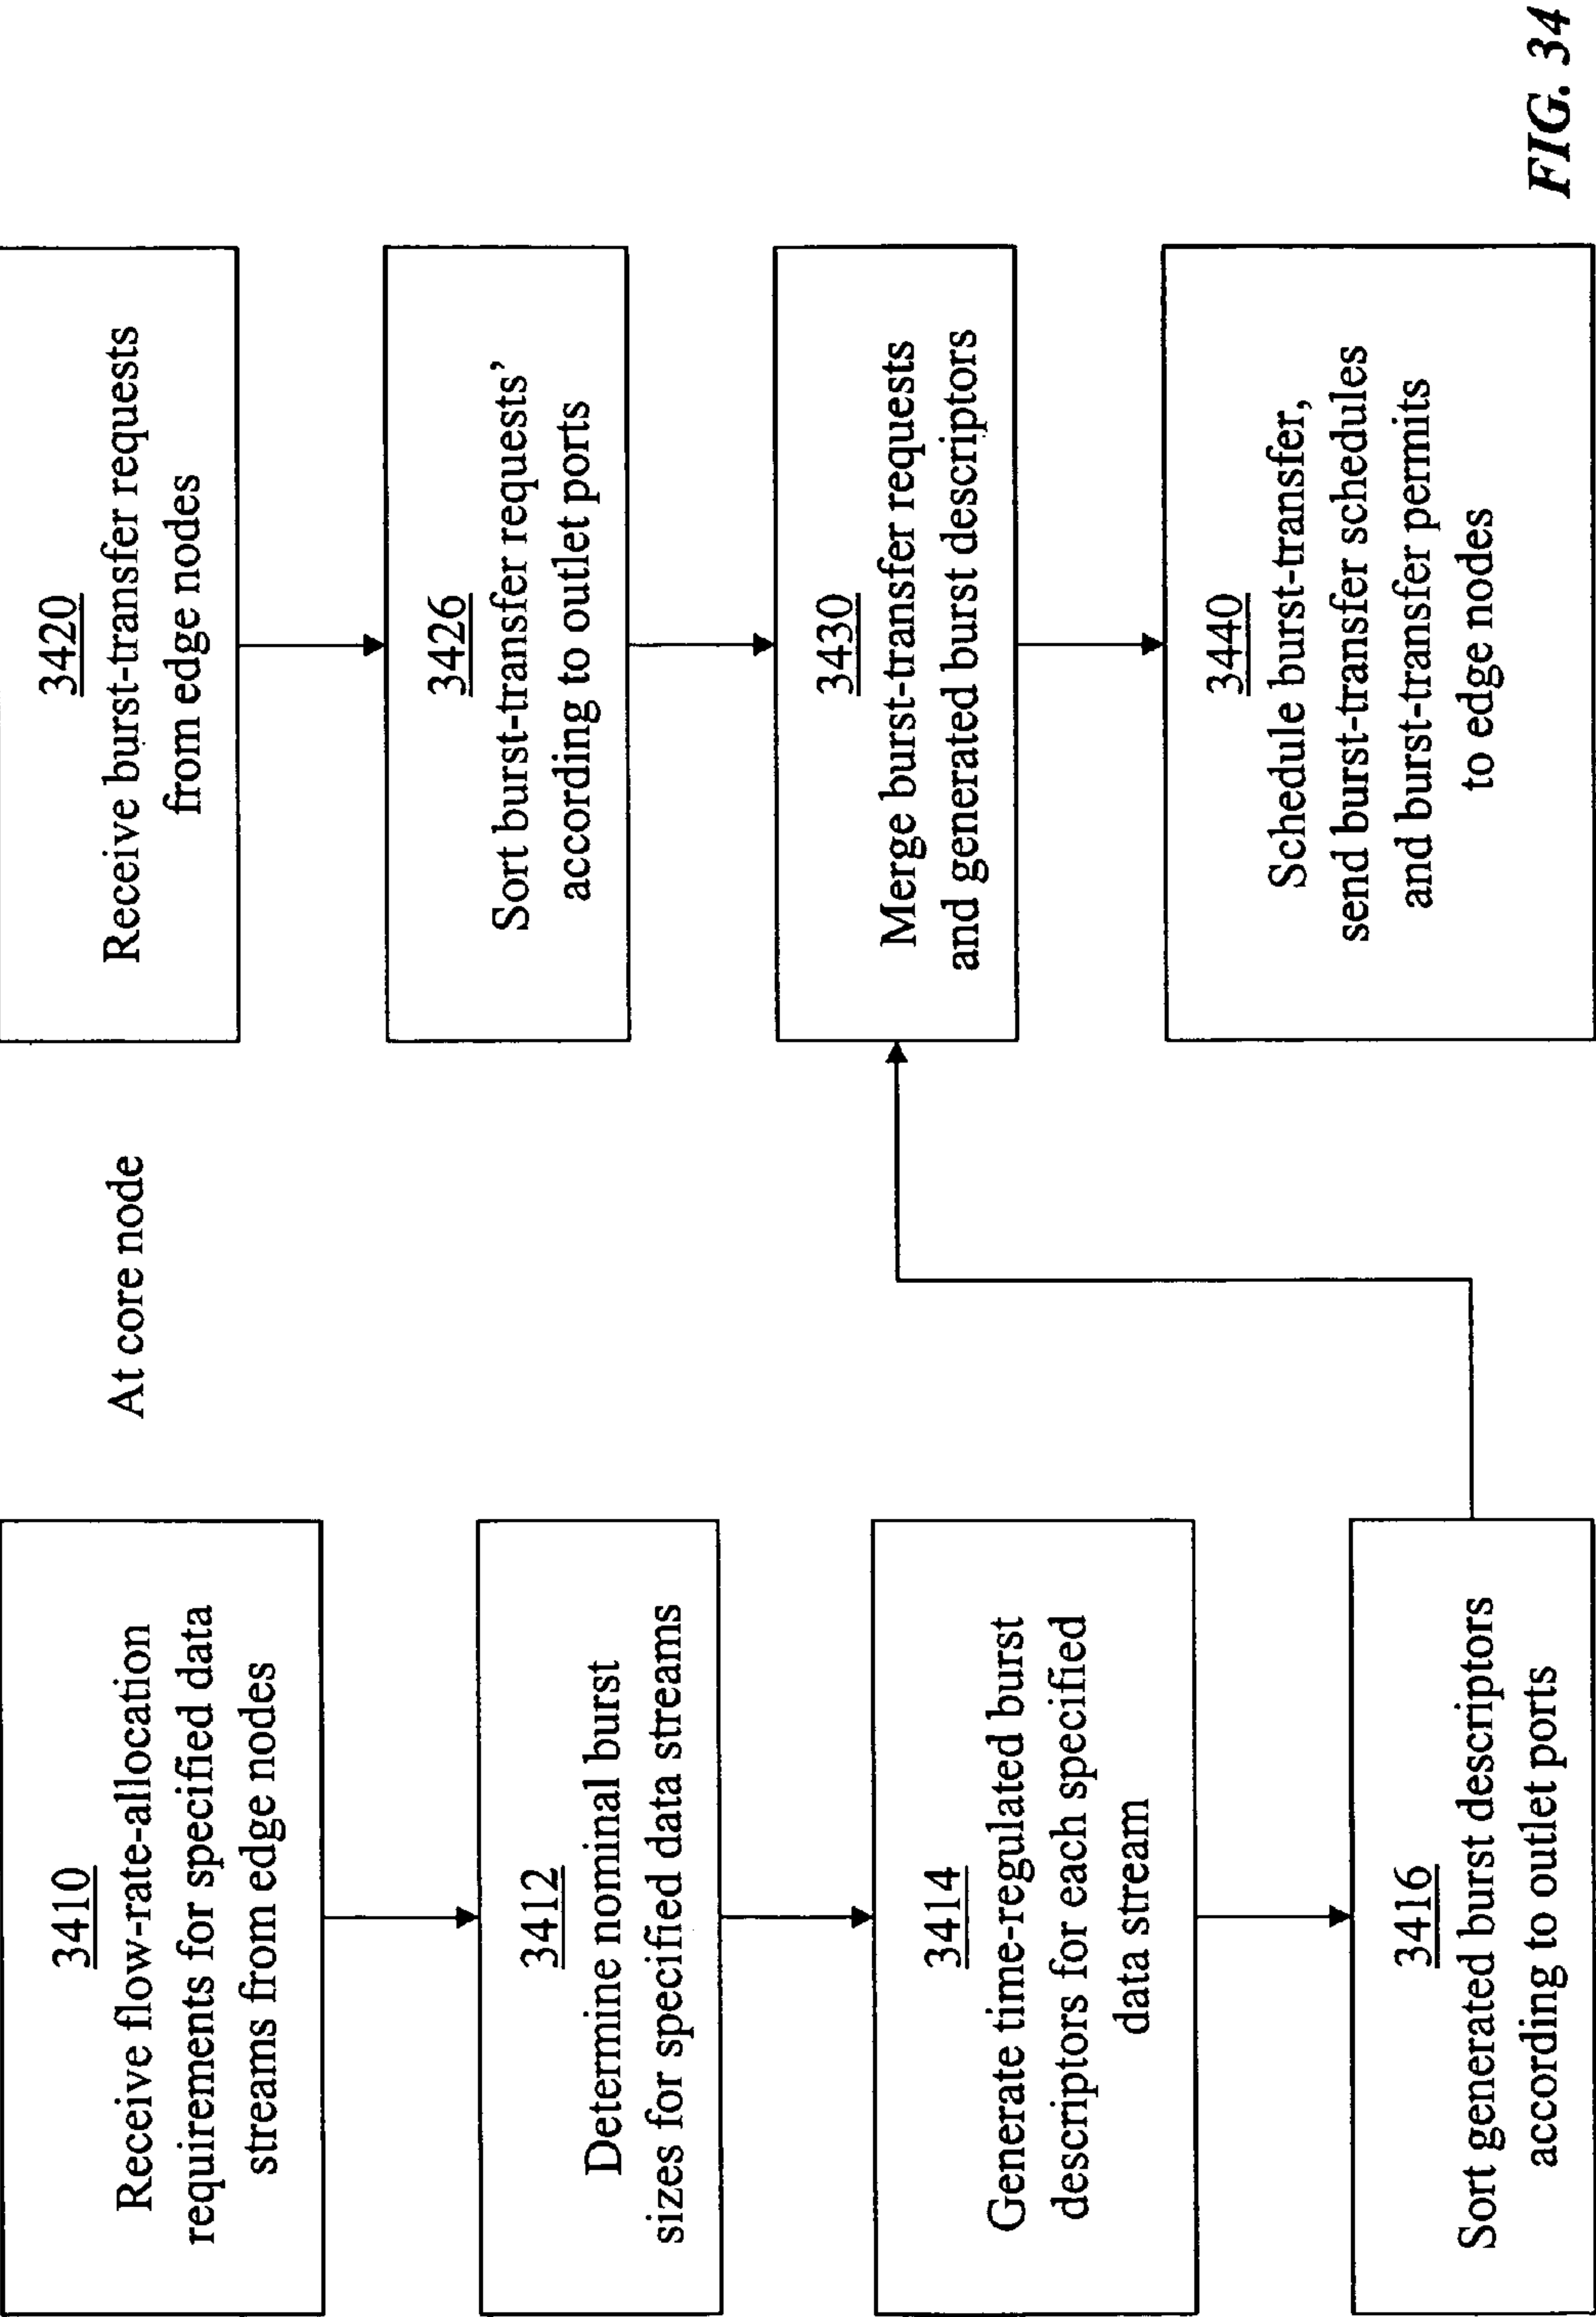 At core node
3410
Receive flow-rate-allocation
requirements for specified data
streams from edge nodes
3412
Determine nominal burst
sizes for specified data streams
3414
Generate time-regulated burst
descriptors for each specified
data stream
3416
Sort generated burst descriptors
according to outlet ports
3420
Receive burst-transfer requests
from edge nodes
3426
Sort burst-transfer requests’
according to outlet ports
3430
Merge burst-transfer requests
and generated burst descriptors
3440
Schedule burst-transfer,
send burst-transfer schedules
and burst-transfer permits
to edge nodes
FIG. 34